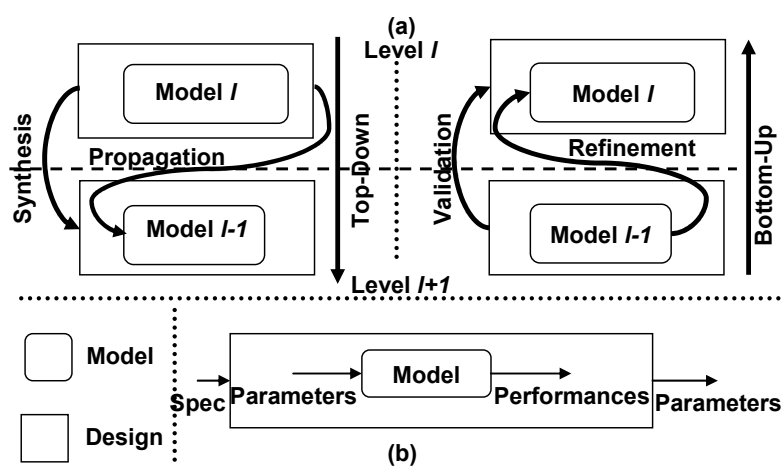 (a)
Level l
Model l
Model l
Synthesis
Propagation
Top-Down
Validation
Refinement
Bottom-Up
Model l-1
Model l-1
Level l+1
Model
Design
Spec
Parameters
Model
Performances
Parameters
(b)